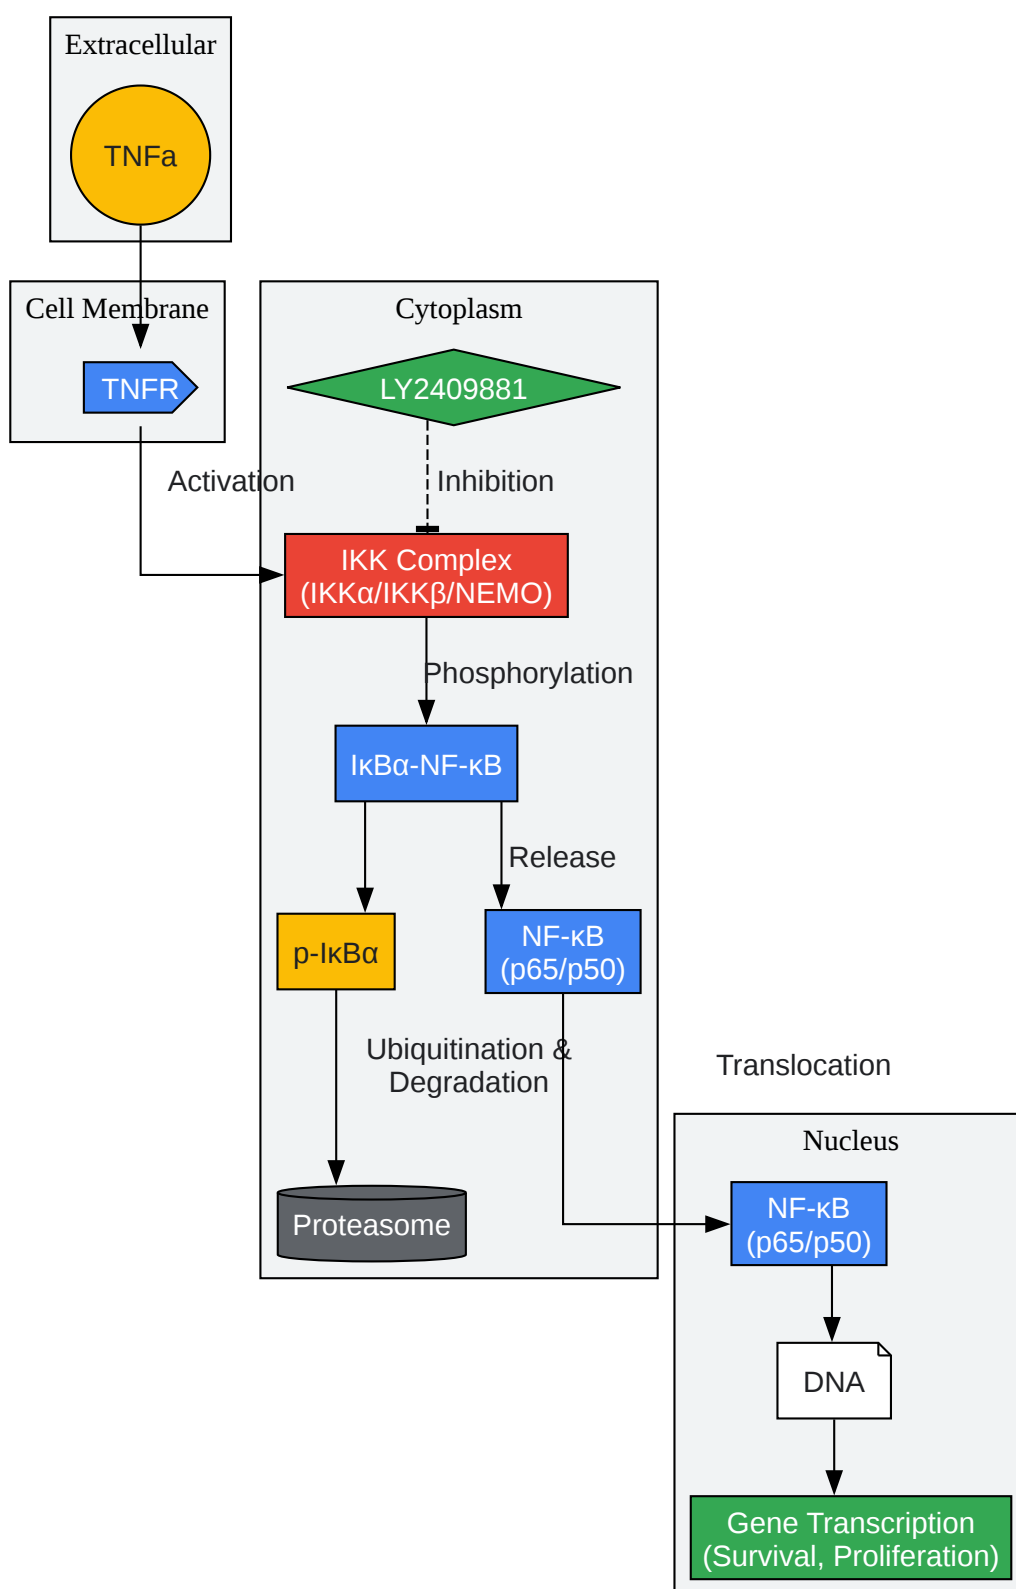 Extracellular
TNFa
Cell Membrane
TNFR
Cytoplasm
LY2409881
Activation
Inhibition
IKK Complex
(IKKα/IKKβ/NEMO)
Phosphorylation
IκBα-NF-κB
Release
p-IκBα
NF-κB
(p65/p50)
Ubiquitination &
Degradation
Translocation
Proteasome
Nucleus
NF-κB
(p65/p50)
DNA
Gene Transcription
(Survival, Proliferation)